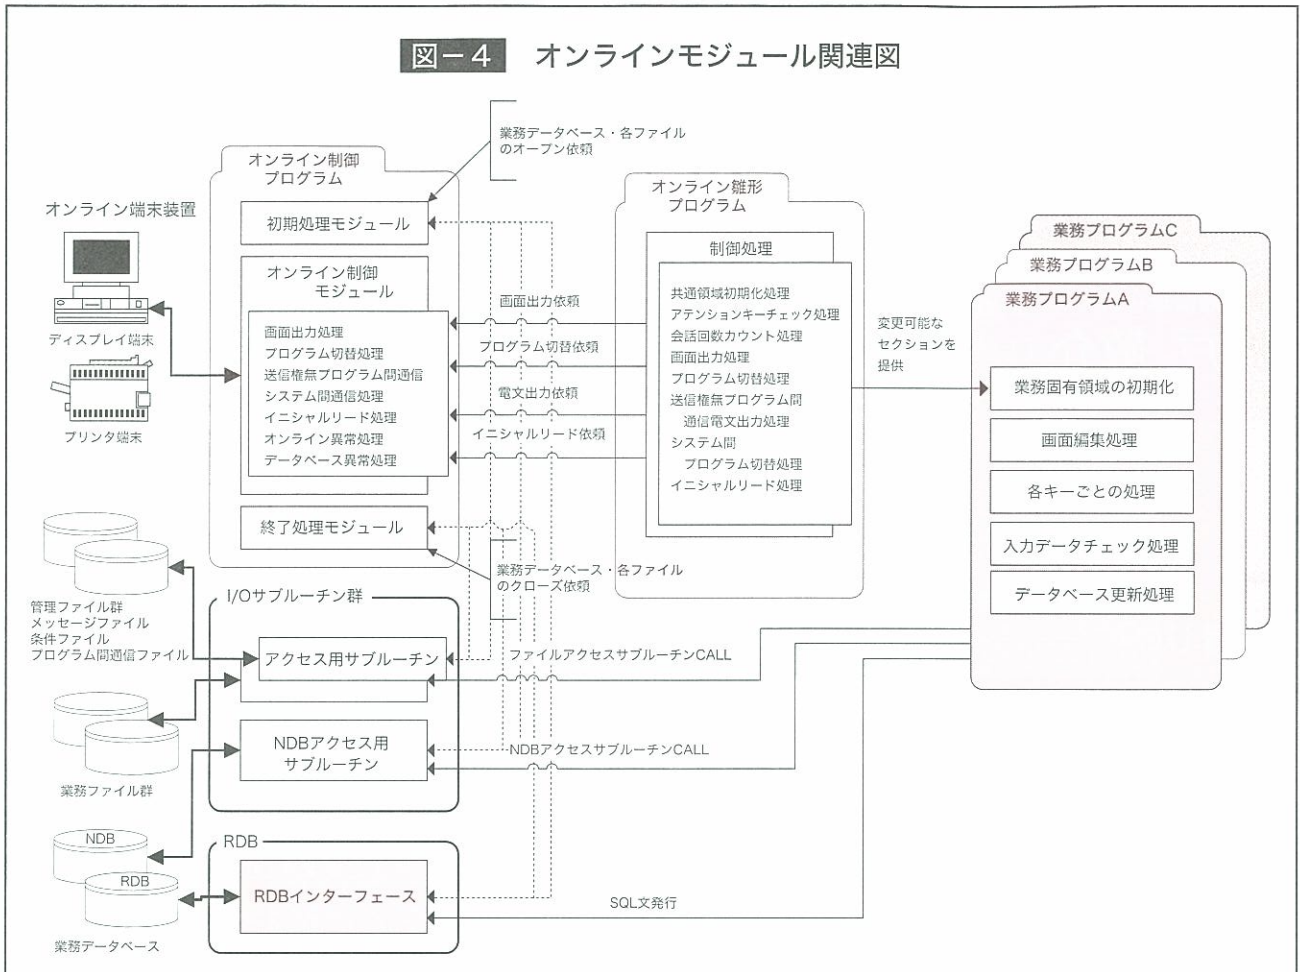 図－4 オンラインモジュール関連図
業務データベース・各ファイル
のオープン依頼
オンライン制御
プログラム
初期処理モジュール
オンライン制御
モジュール
画面出力処理
プログラム切替処理
送信権無プログラム間通信
システム間通信処理
イニシャルリード処理
オンライン異常処理
データベース異常処理
終了処理モジュール
オンライン端末装置
ディスプレイ端末
プリンタ端末
画面出力依頼
プログラム切替依頼
電文出力依頼
イニシャルリード依頼
オンライン雛形
プログラム
制御処理
共通領域初期化処理
アテンションキーチェック処理
会話回数カウント処理
画面出力処理
プログラム切替処理
送信権無プログラム間
通信電文出力処理
システム間
プログラム切替処理
イニシャルリード処理
変更可能な
セクションを
提供
業務プログラムC
業務プログラムB
業務プログラムA
業務固有領域の初期化
画面編集処理
各キーごとの処理
入力データチェック処理
データベース更新処理
業務データベース・各ファイル
のクローズ依頼
管理ファイル群
メッセージファイル
条件ファイル
プログラム間通信ファイル
I/Oサブルーチン群
アクセス用サブルーチン
ファイルアクセスサブルーチンCALL
NDBアクセス用
サブルーチン
NDBアクセスサブルーチンCALL
業務ファイル群
NDB
RDB
業務データベース
RDB
RDBインターフェース
SQL文発行